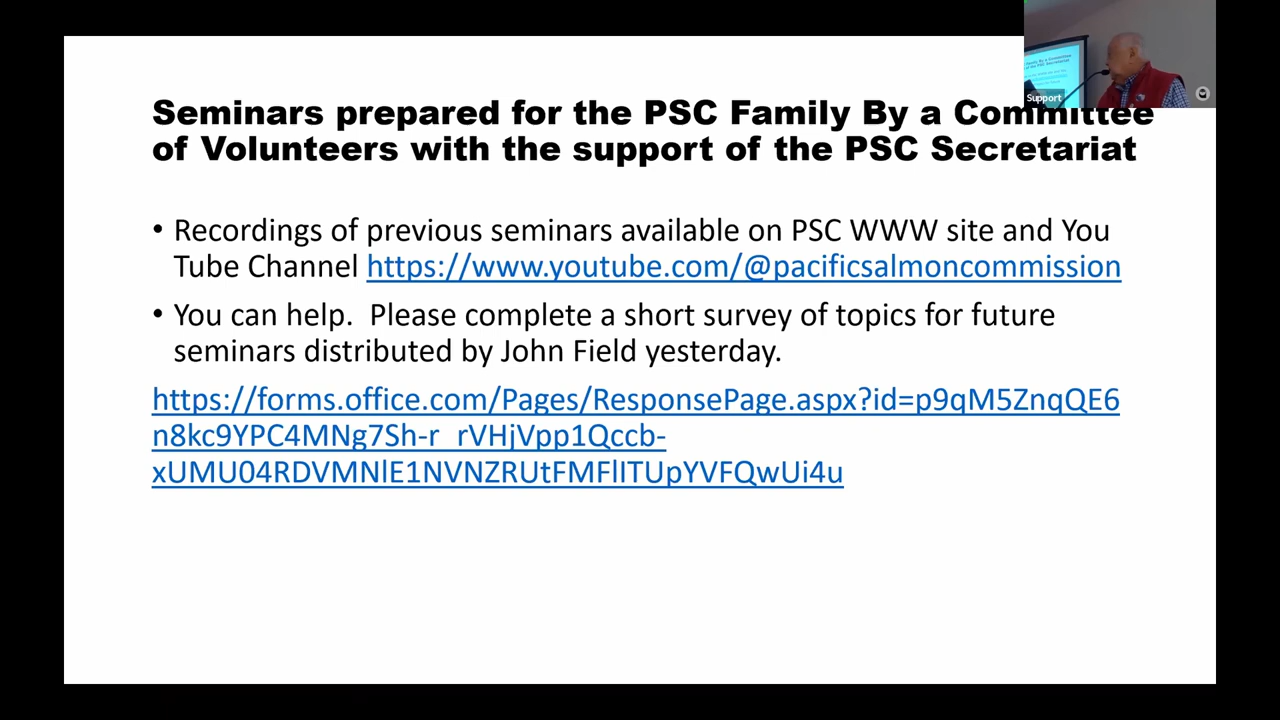 Seminars prepared for the PSC Family By a Committee
of Volunteers with the support of the PSC Secretariat
Support
• Recordings of previous seminars available on PSC WWW site and You
Tube Channel https://www.youtube.com/@pacificsalmoncommission
• You can help.  Please complete a short survey of topics for future
seminars distributed by John Field yesterday.
https://forms.office.com/Pages/ResponsePage.aspx?id=p9qM5ZnqQE6
n8kc9YPC4MNg7Sh-r_rVHjVpp1Qccb-
xUMU04RDVMNlE1NVNZRUtFMFlITUpYVFQwUi4u